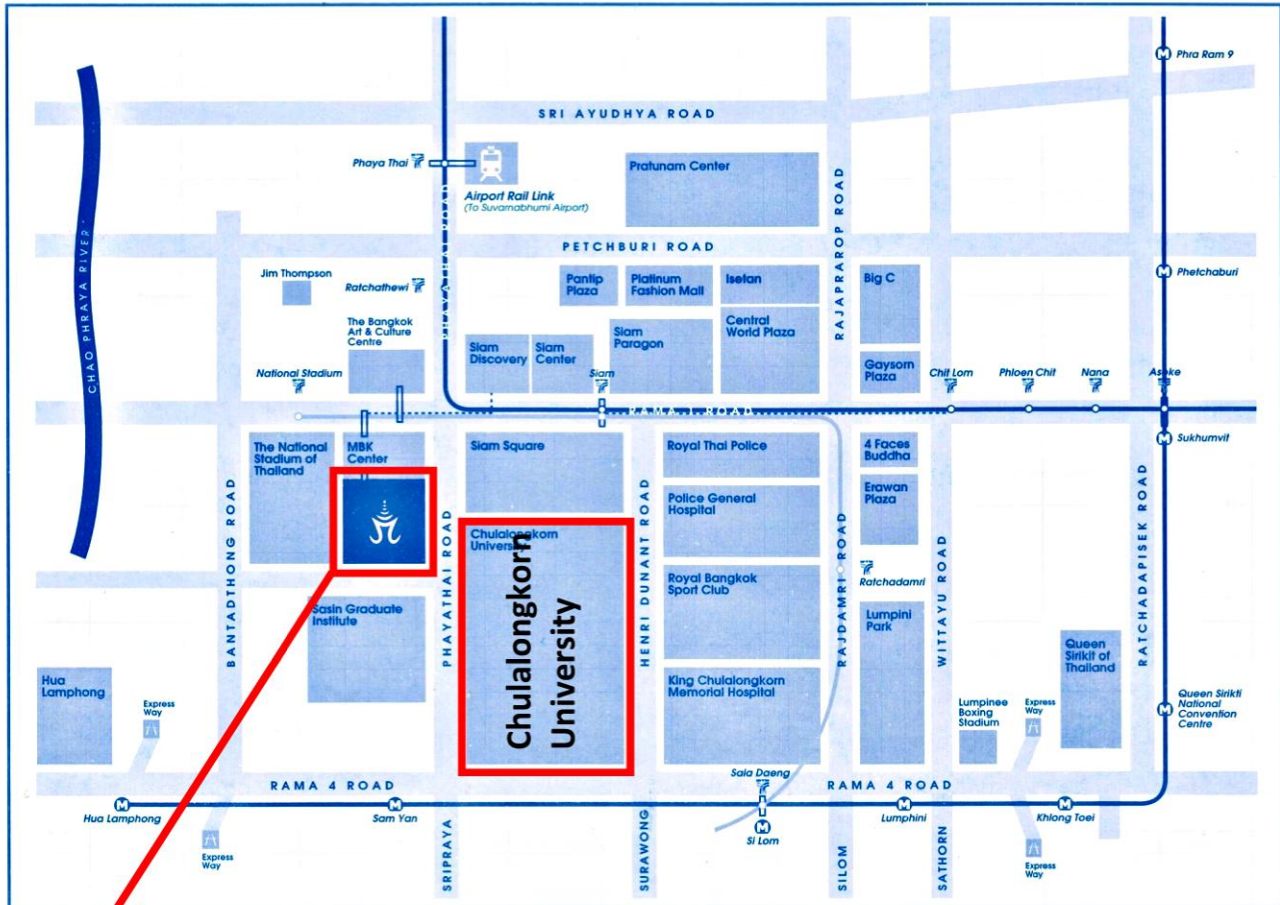 Phra Ram 9
SRI AYUDHYA ROAD
Phaya Thai
Airport Rail Link
(To Suvarnabhumi Airport)
Pratunam Center
RAJAPRAROP ROAD
CHAO PHRAYA RIVER
PHAYATHAI ROAD
PETCHBURI ROAD
Jim Thompson
Ratchathewi
Pantip
Plaza
Platinum
Fashion Mall
Isetan
Big C
Phetchaburi
The Bangkok
Art & Culture
Centre
Siam
Discovery
Siam
Center
Siam
Paragon
Central
World Plaza
Gaysorn
Plaza
National Stadium
Siam
Chit Lom
Phloen Chit
Nana
Asoke
RAMA 1 ROAD
Sukhumvit
The National
Stadium of
Thailand
MBK
Center
Siam Square
Royal Thai Police
4 Faces
Buddha
BANTADTHONG ROAD
PHAYATHAI ROAD
HENRI DUNANT ROAD
Police General
Hospital
Erawan
Plaza
RAJDAMRI ROAD
WITTAYU ROAD
RATCHADAPISEK ROAD
Chulalongkorn
University
Chulalongkorn
University
Royal Bangkok
Sport Club
Ratchadamri
Sasin Graduate
Institute
Lumpini
Park
Queen
Sirikit of
Thailand
Hua
Lamphong
King Chulalongkorn
Memorial Hospital
Express
Way
Lumpinee
Boxing
Stadium
Express
Way
Queen Sirikti
National
Convention
Centre
RAMA 4 ROAD
Sala Daeng
RAMA 4 ROAD
Hua Lamphong
Sam Yan
Si Lom
Lumphini
Khlong Toei
Express
Way
SRIPRAYA
SURAWONG
SILOM
SATHORN
Express
Way